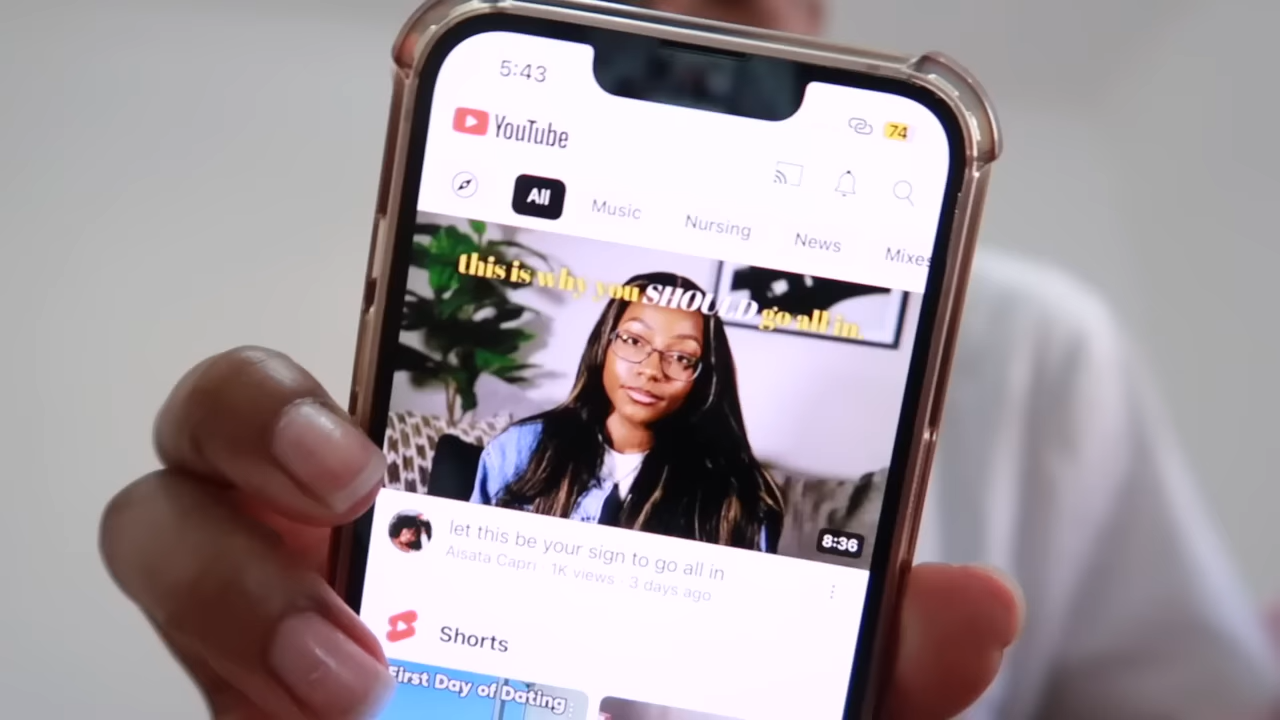 5:43
74
YouTube
All Music Nursing News Mixes
this is why you SHOULD go all in.
8:36
let this be your sign to go all in
Aisata Capri · 1K views · 3 days ago
Shorts
First Day of Dating